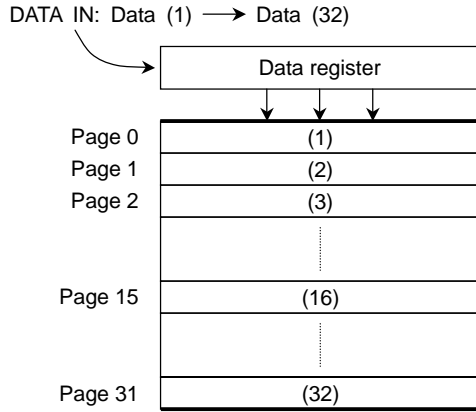 DATA IN: Data (1) → Data (32)
Data register
Page 0 (1)
Page 1 (2)
Page 2 (3)
Page 15 (16)
Page 31 (32)